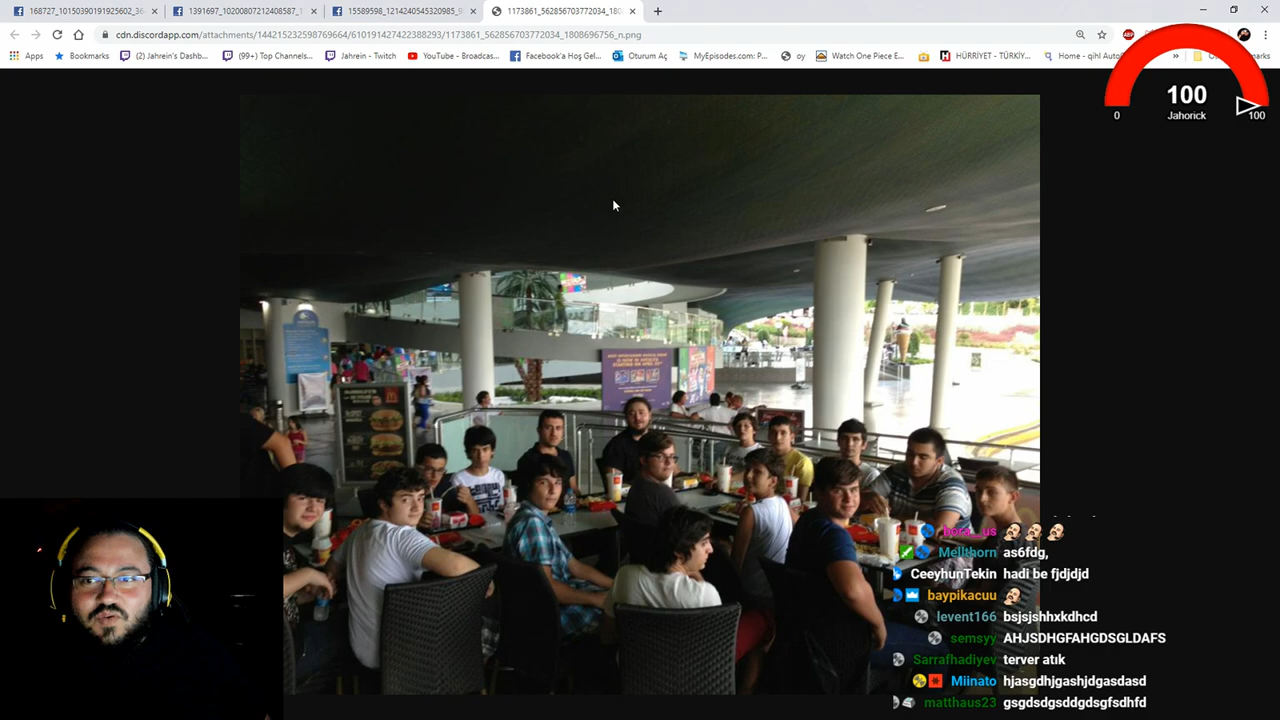 168727_10150390191925602_36
1391697_10200807212408587_1
15589598_1214240545320985_9
1173861_562856703772034_180
cdn.discordapp.com/attachments/144215232598769664/610191427422388293/1173861_562856703772034_1808696756_n.png
Apps
Bookmarks
(2) Jahrein's Dashb...
(99+) Top Channels...
Jahrein - Twitch
YouTube - Broadcas...
Facebook'a Hoş Gel...
Oturum Aç
MyEpisodes.com: P...
oy
Watch One Piece E...
HÜRRİYET - TÜRKİY...
100
0
Jahorick
100
bora_us
Mellthorn as6fdg,
CeeyhunTekin hadi be fjdjdjd
baypikacuu
levent166 bsjsjshhxkdhcd
semsyy AHJSDHGFAHGDSGLDAFS
Sarrafhadiyev terver atık
Miinato hjasgdhjgashjdgasdasd
matthaus23 gsgdsdgsddgdsgfsdhfd